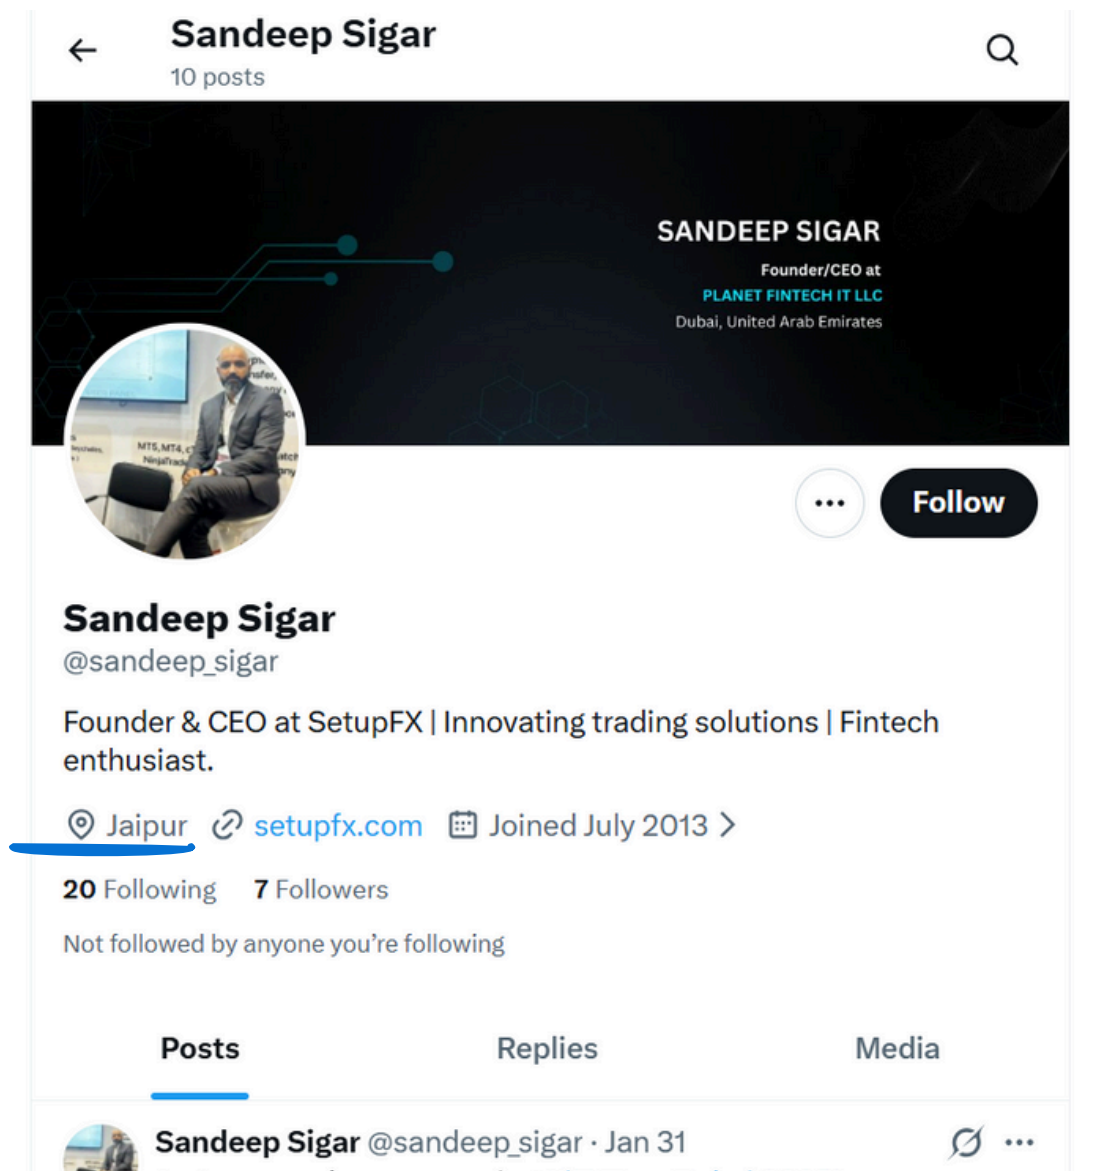 Sandeep Sigar
10 posts
SANDEEP SIGAR
Founder/CEO at
PLANET FINTECH IT LLC
Dubai, United Arab Emirates
MT5, MT4,
NinjaTrade
Follow
Sandeep Sigar
@sandeep_sigar
Founder & CEO at SetupFX | Innovating trading solutions | Fintech
enthusiast.
Jaipur setupfx.com Joined July 2013
20 Following 7 Followers
Not followed by anyone you’re following
Posts Replies Media
Sandeep Sigar @sandeep_sigar · Jan 31